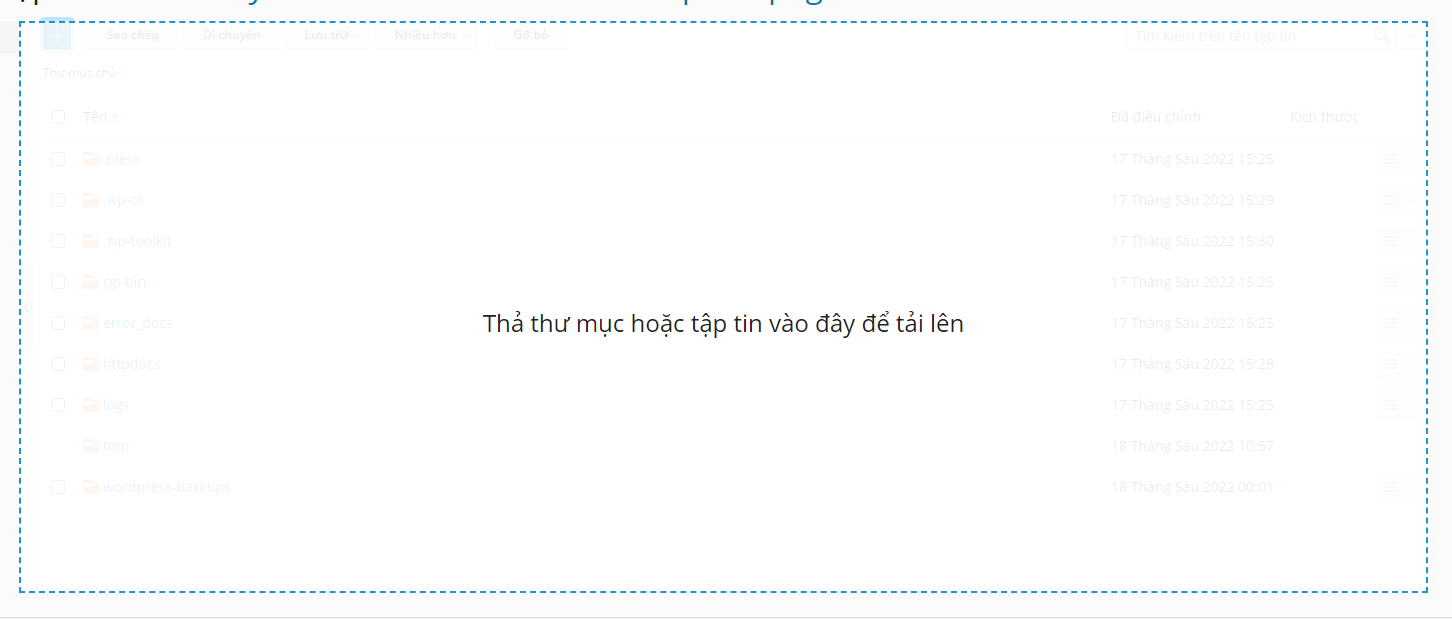 Sao chép Di chuyển Lưu trữ Nhiều hơn Gỡ bỏ Tìm kiếm trên tên tệp tin
Thư mục chủ
Tên ↑ Đã điều chỉnh Kích thước
.plesk 17 Tháng Sáu 2022 15:25
.wp-cli 17 Tháng Sáu 2022 15:29
.wp-toolkit 17 Tháng Sáu 2022 15:30
cgi-bin 17 Tháng Sáu 2022 15:25
error_docs 17 Tháng Sáu 2022 15:25
Thả thư mục hoặc tập tin vào đây để tải lên
httpdocs 17 Tháng Sáu 2022 15:28
logs 17 Tháng Sáu 2022 15:25
tmp 18 Tháng Sáu 2022 10:57
wordpress-backups 18 Tháng Sáu 2022 00:01